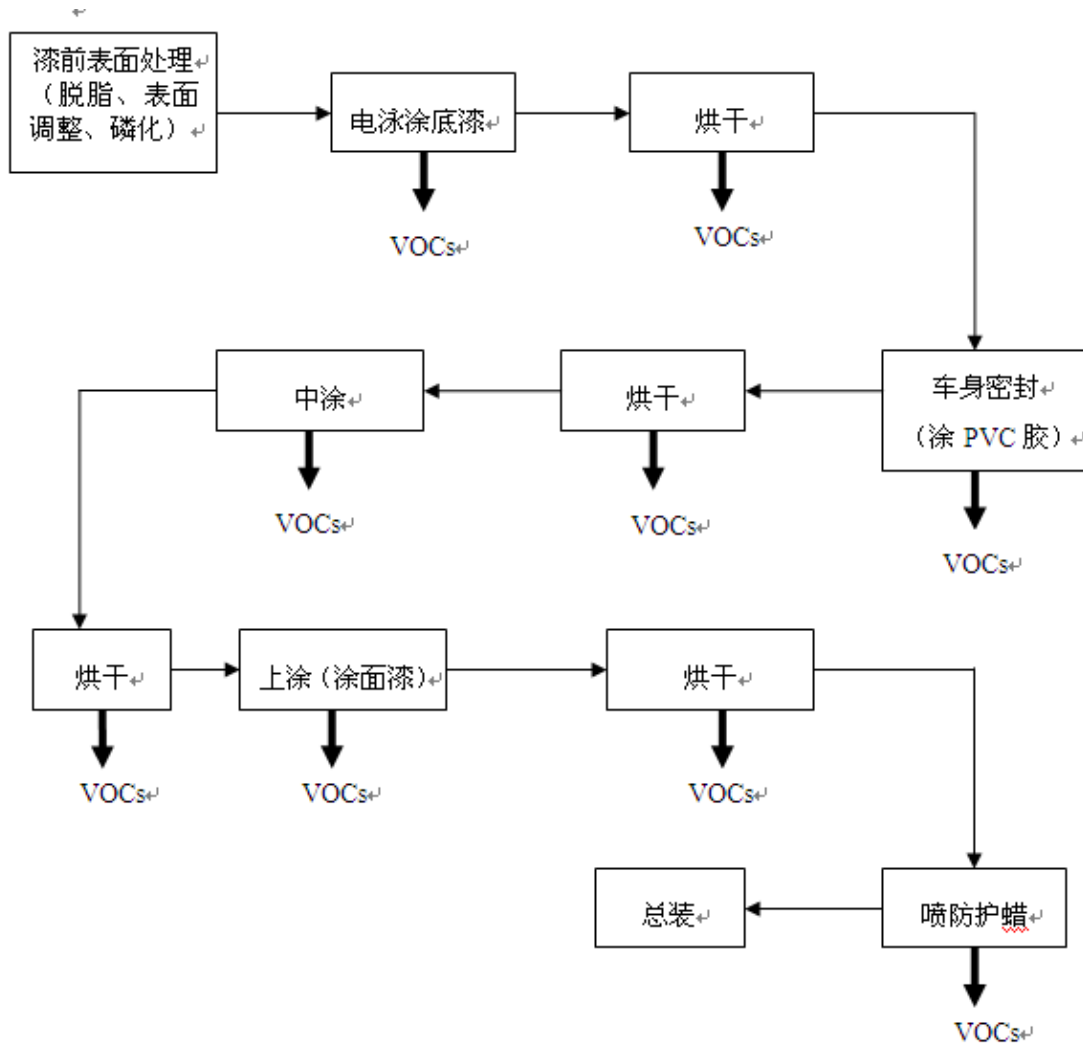 漆前表面处理
（脱脂、表面
调整、磷化）
电泳涂底漆
烘干
VOCs
VOCs
中涂
烘干
车身密封
（涂 PVC 胶）
VOCs
VOCs
VOCs
烘干
上涂（涂面漆）
烘干
VOCs
VOCs
VOCs
总装
喷防护蜡
VOCs